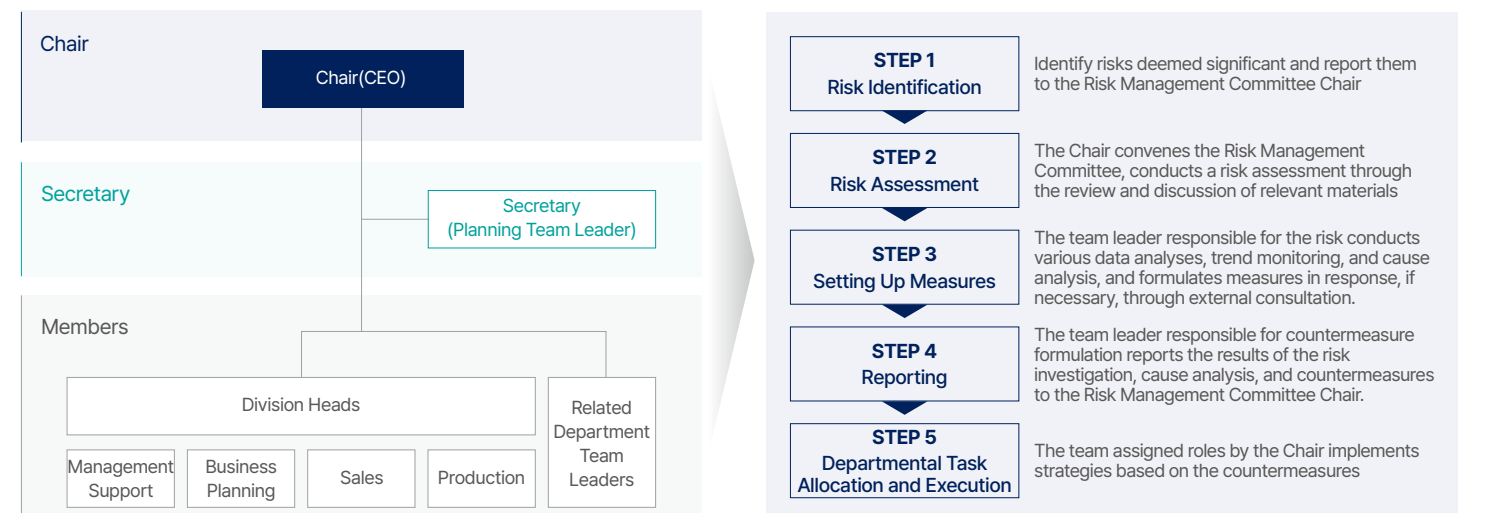 Chair
Chair(CEO)
Secretary
Secretary
(Planning Team Leader)
Members
Division Heads
Management
Support
Business
Planning
Sales
Production
Related
Department
Team
Leaders
STEP 1
Risk Identification
Identify risks deemed significant and report them
to the Risk Management Committee Chair
STEP 2
Risk Assessment
The Chair convenes the Risk Management
Committee, conducts a risk assessment through
the review and discussion of relevant materials
STEP 3
Setting Up Measures
The team leader responsible for the risk conducts
various data analyses, trend monitoring, and cause
analysis, and formulates measures in response, if
necessary, through external consultation.
STEP 4
Reporting
The team leader responsible for countermeasure
formulation reports the results of the risk
investigation, cause analysis, and countermeasures
to the Risk Management Committee Chair.
STEP 5
Departmental Task
Allocation and Execution
The team assigned roles by the Chair implements
strategies based on the countermeasures